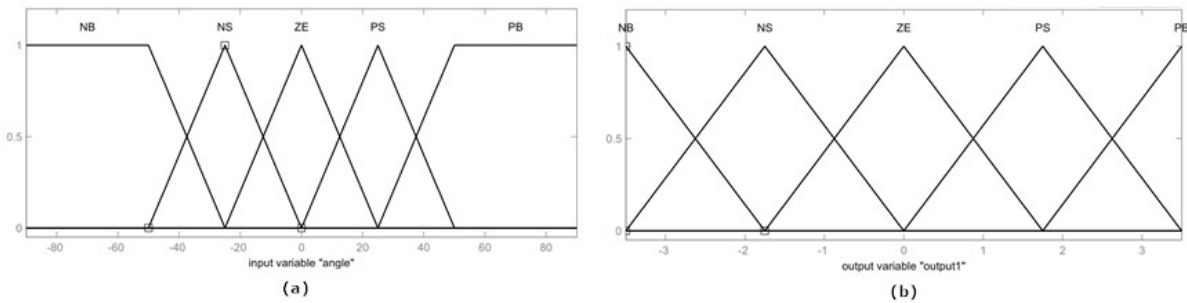 NB NS ZE PS PB
1
0.5
0
-80 -60 -40 -20 0 20 40 60 80
input variable "angle"
(a)
NB NS ZE PS PB
1
0.5
0
-3 -2 -1 0 1 2 3
output variable "output1"
(b)